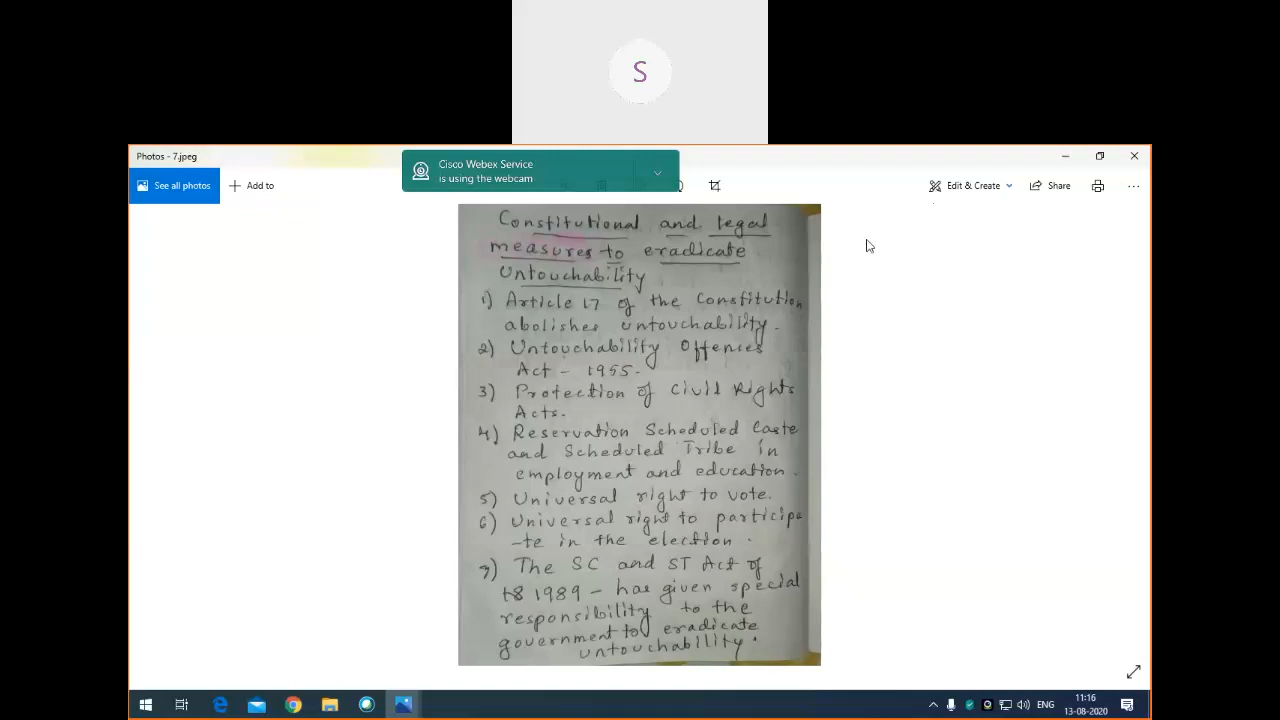 S
Photos - 7.jpeg
Cisco Webex Service
is using the webcam
See all photos
Add to
Edit & Create
Share
Constitutional and legal
measures to eradicate
Untouchability
1) Article 17 of the Constitution
abolishes untouchability.
2) Untouchability Offences
Act - 1955.
3) Protection of Civil Rights
Acts.
4) Reservation Scheduled Caste
and Scheduled Tribe in
employment and education.
5) Universal right to vote.
6) Universal right to participa
-te in the election.
7) The SC and ST Act of
1989 - has given special
responsibility to the
government to eradicate
untouchability.
ENG
11:16
13-08-2020